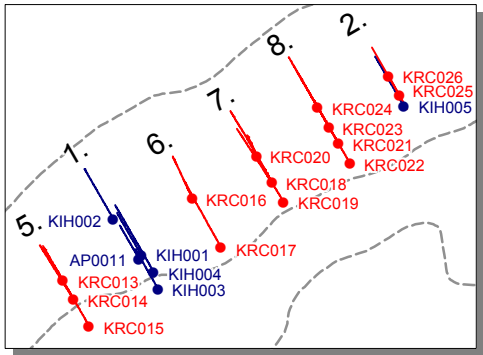 2.
8.
KRC026
KRC025
KIH005
KRC024
7.
KRC023
KRC021
KRC022
6.
KRC020
1.
KRC018
KRC016
KRC019
KIH002
5.
KRC017
AP0011
KIH001
KIH004
KRC013
KIH003
KRC014
KRC015